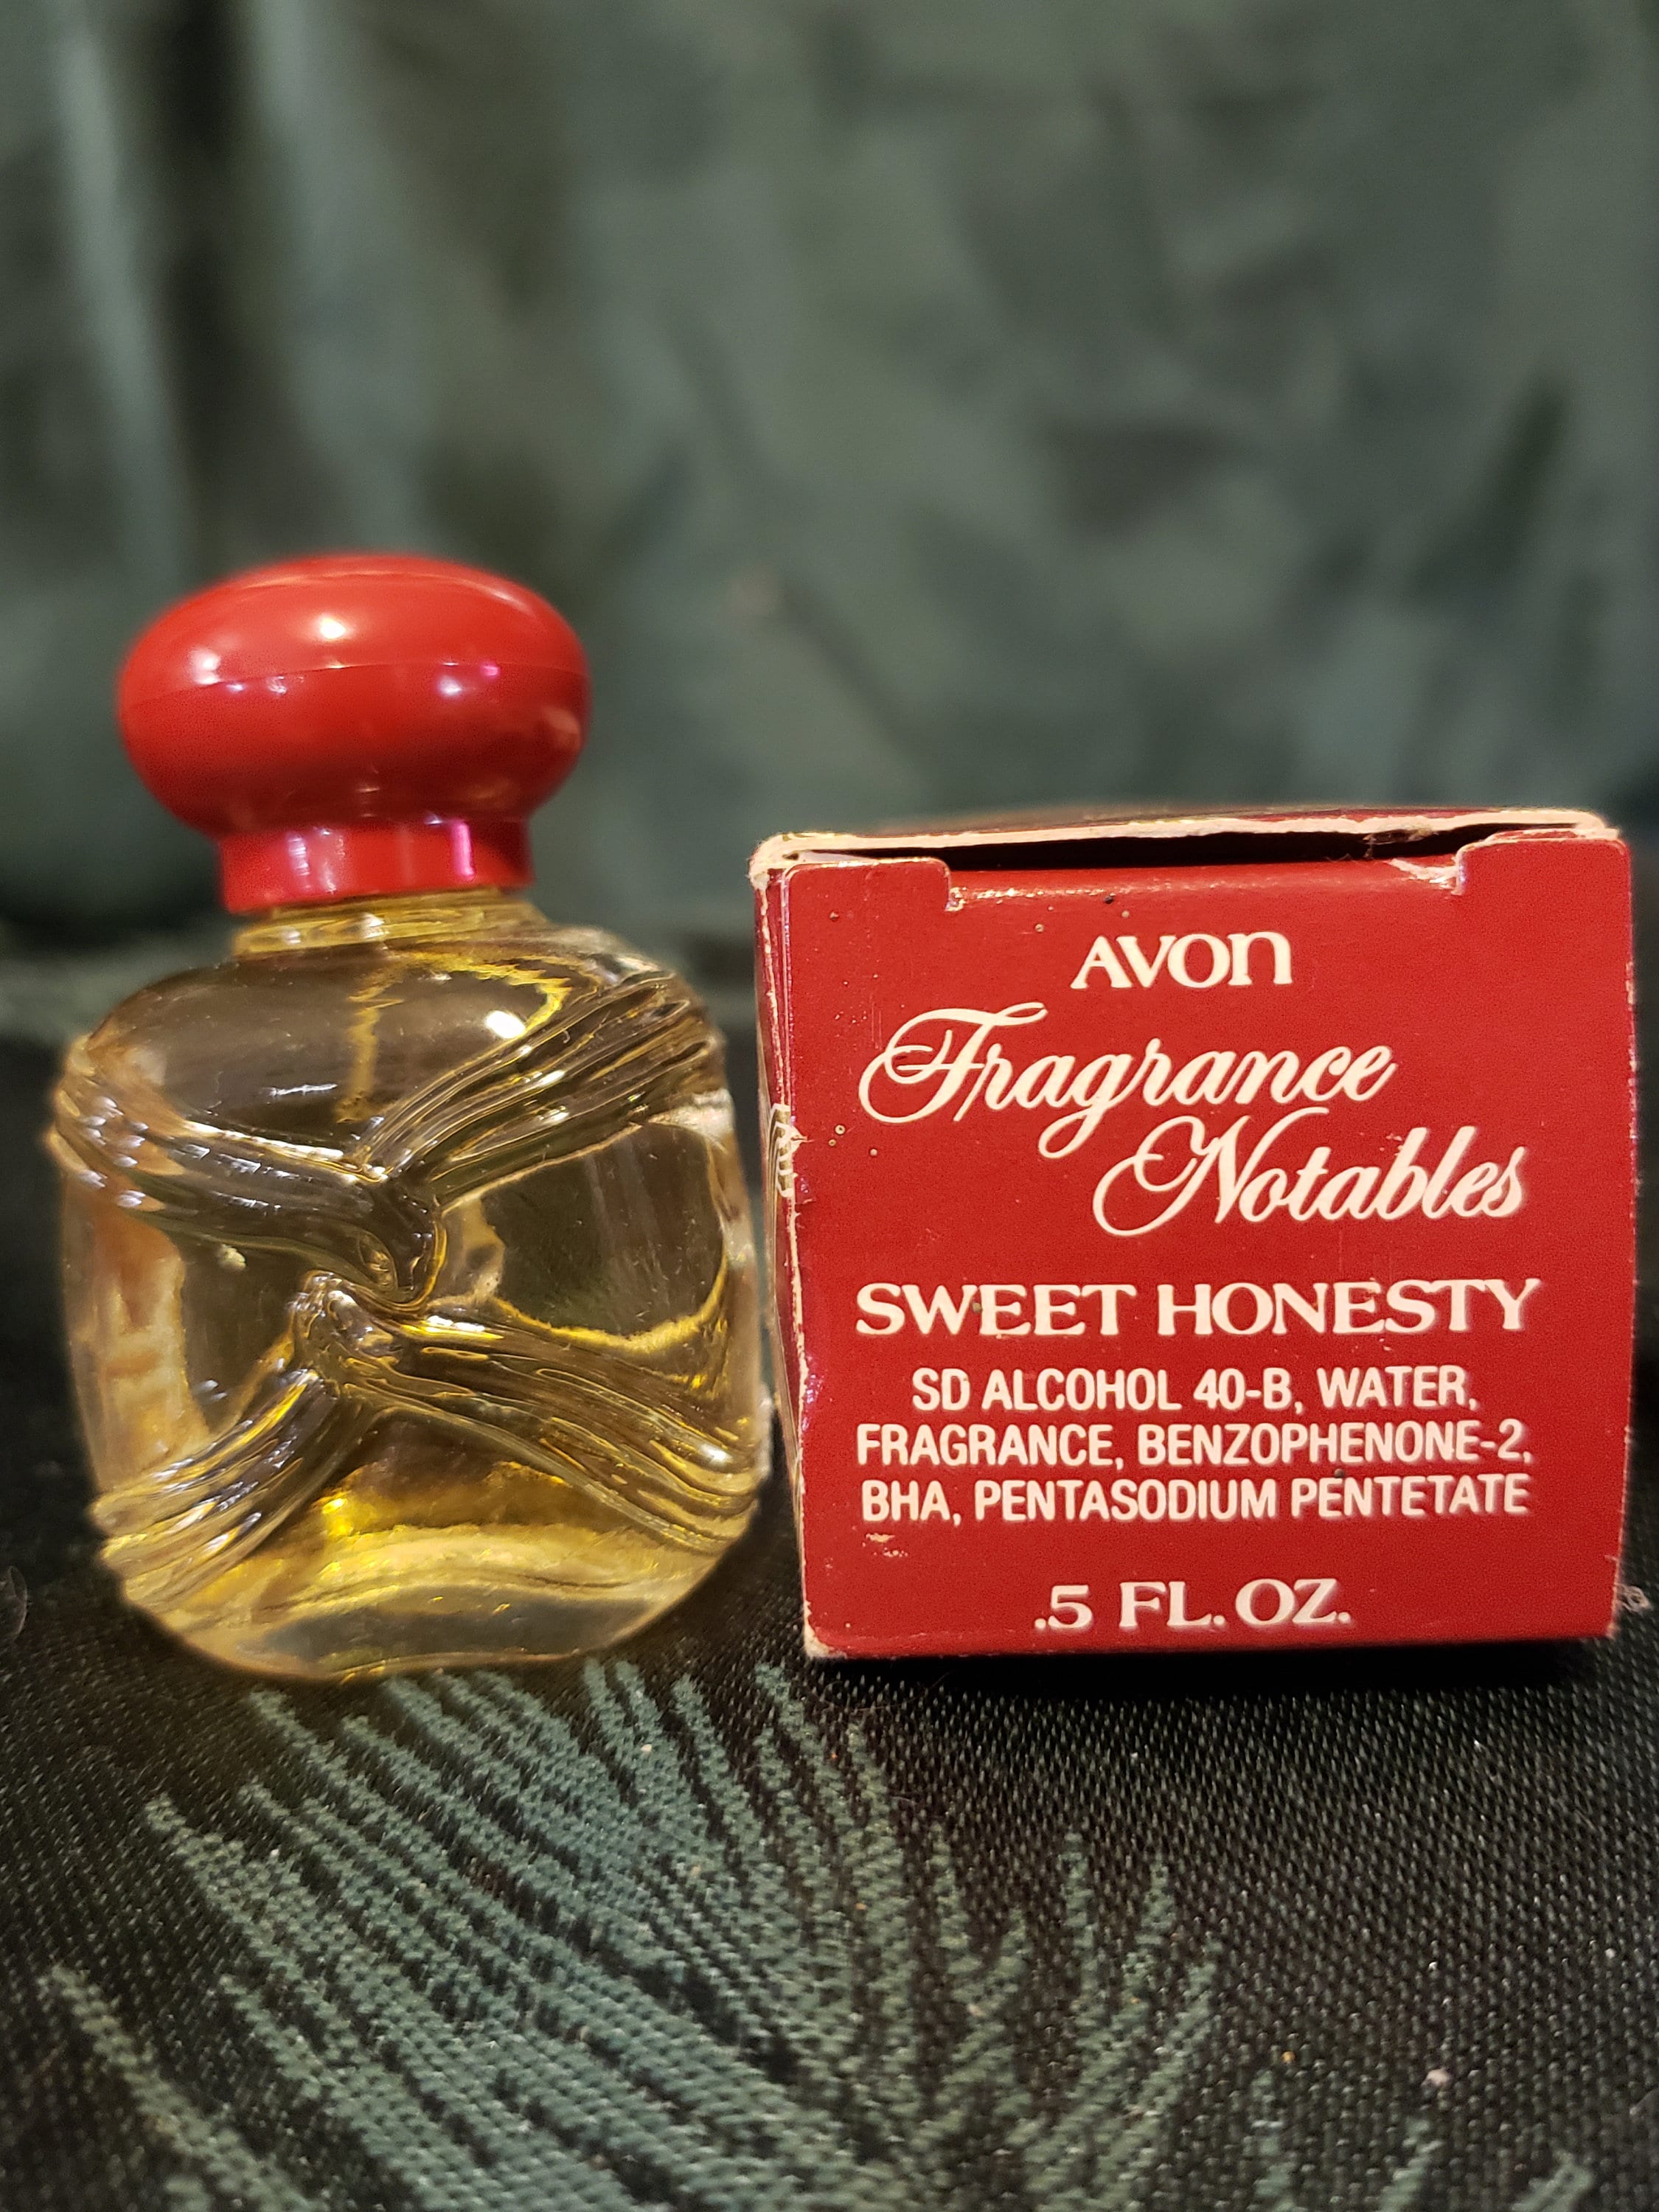 AVON
Fragrance
Notables
SWEET HONESTY
SD ALCOHOL 40-B, WATER,
FRAGRANCE, BENZOPHENONE-2,
BHA, PENTASODIUM PENTETATE
.5 FL. OZ.